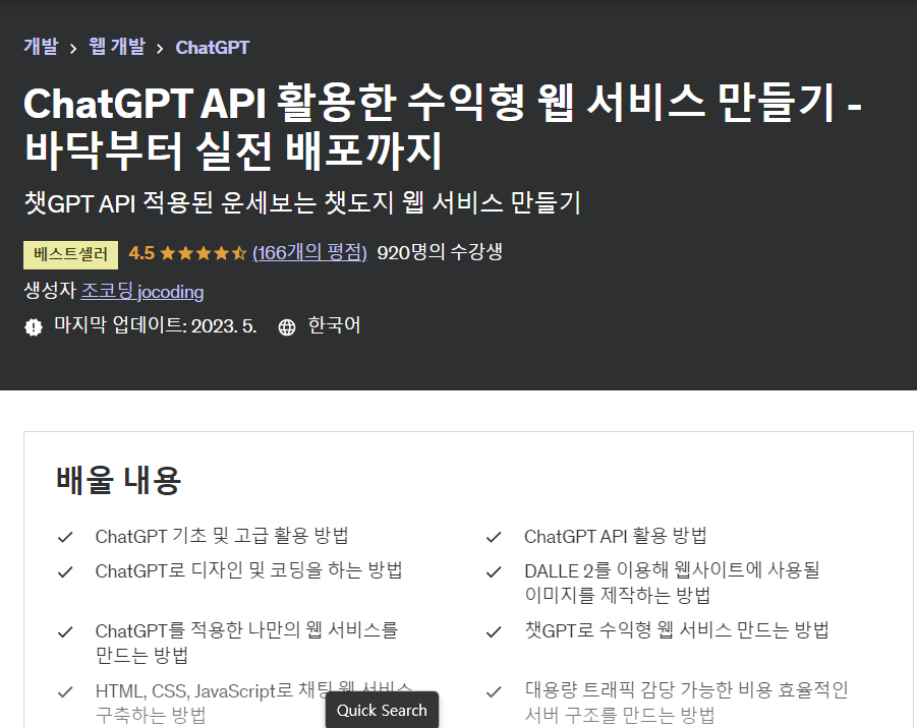 개발 > 웹 개발 > ChatGPT
ChatGPT API 활용한 수익형 웹 서비스 만들기 -
바닥부터 실전 배포까지
챗GPT API 적용된 운세보는 챗도지 웹 서비스 만들기
베스트셀러 4.5 (166개의 평점) 920명의 수강생
생성자 조코딩 jocoding
마지막 업데이트: 2023. 5. 한국어
배울 내용
ChatGPT 기초 및 고급 활용 방법
ChatGPT API 활용 방법
ChatGPT로 디자인 및 코딩을 하는 방법
DALLE 2를 이용해 웹사이트에 사용될
이미지를 제작하는 방법
ChatGPT를 적용한 나만의 웹 서비스를
만드는 방법
챗GPT로 수익형 웹 서비스 만드는 방법
HTML, CSS, JavaScript로 채팅 웹 서비스
구축하는 방법
대용량 트래픽 감당 가능한 비용 효율적인
서버 구조를 만드는 방법
Quick Search